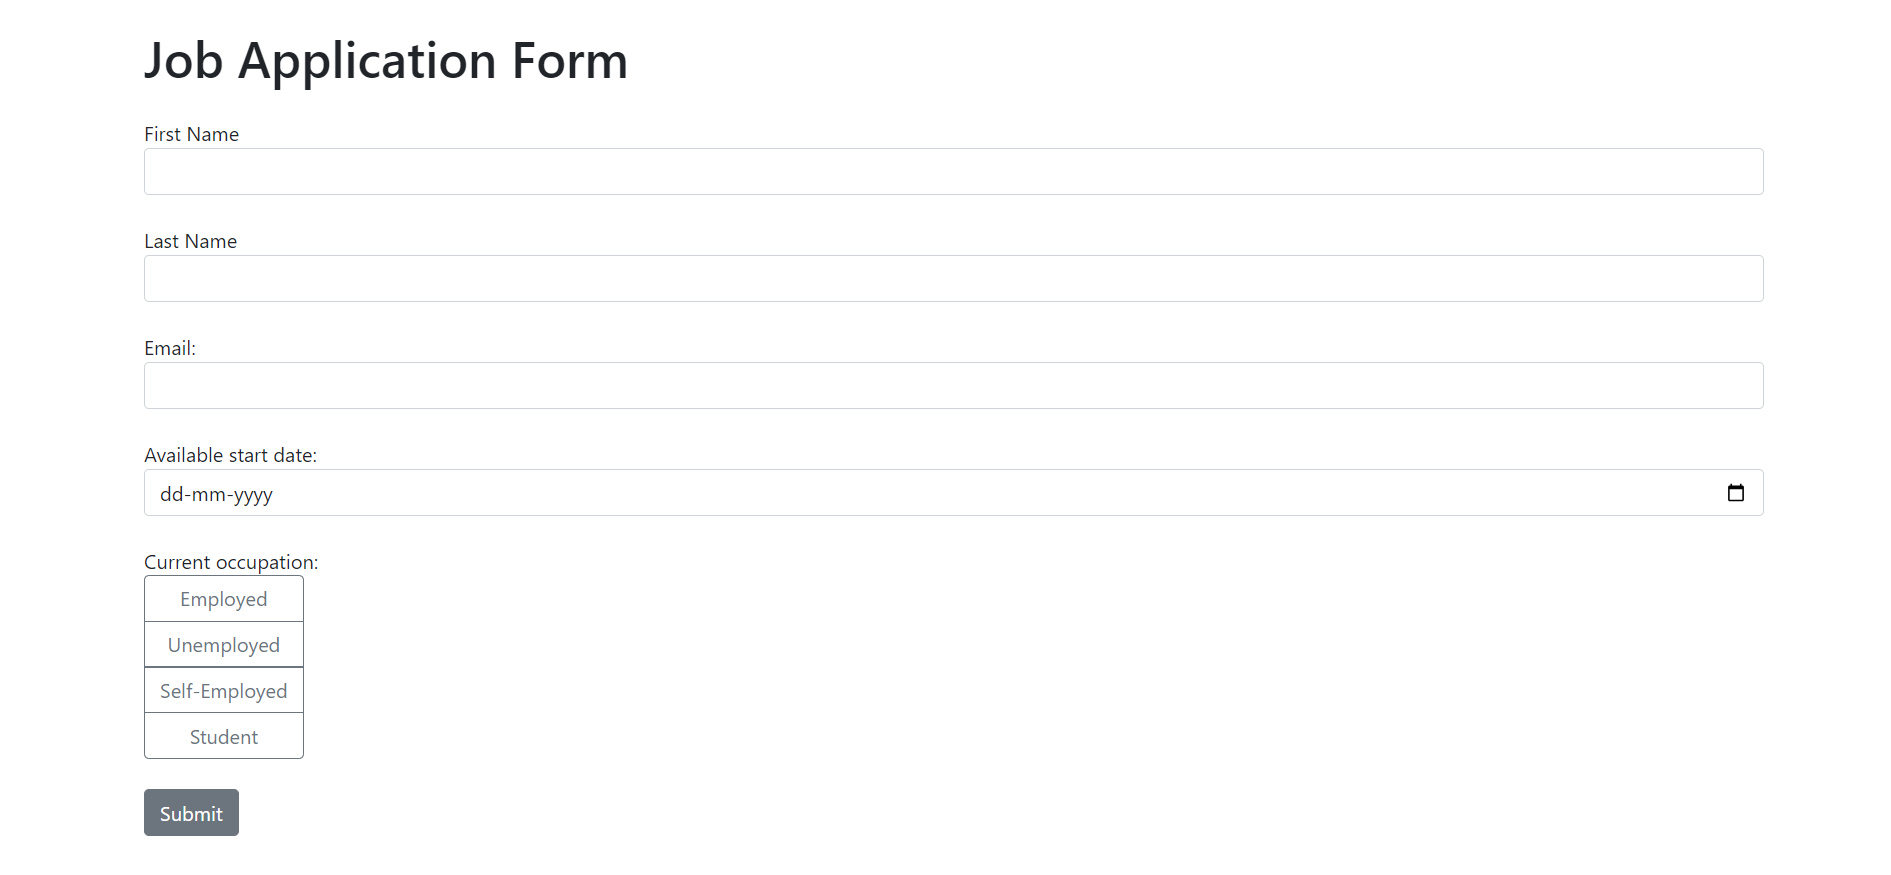 Job Application Form
First Name
Last Name
Email:
Available start date:
dd-mm-yyyy
Current occupation:
Employed
Unemployed
Self-Employed
Student
Submit